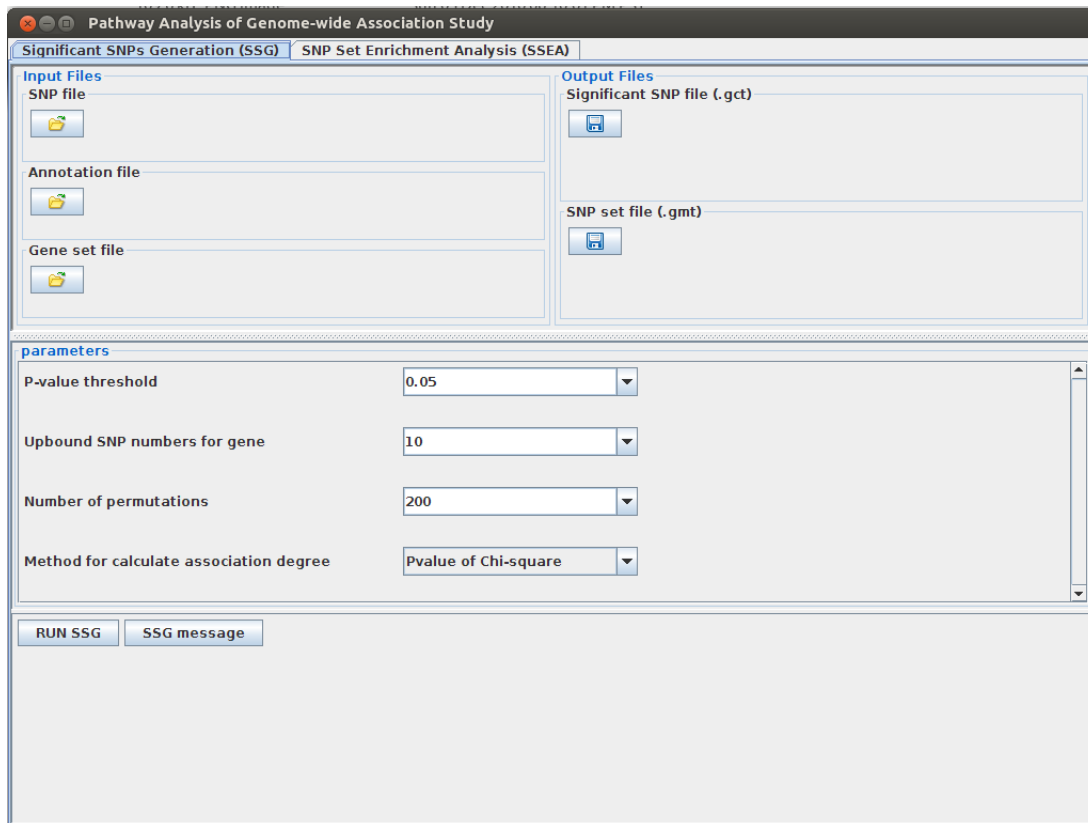 Pathway Analysis of Genome-wide Association Study
Significant SNPs Generation (SSG)
SNP Set Enrichment Analysis (SSEA)
Input Files
SNP file
Annotation file
Gene set file
Output Files
Significant SNP file (.gct)
SNP set file (.gmt)
parameters
P-value threshold
0.05
Upbound SNP numbers for gene
10
Number of permutations
200
Method for calculate association degree
Pvalue of Chi-square
RUN SSG
SSG message